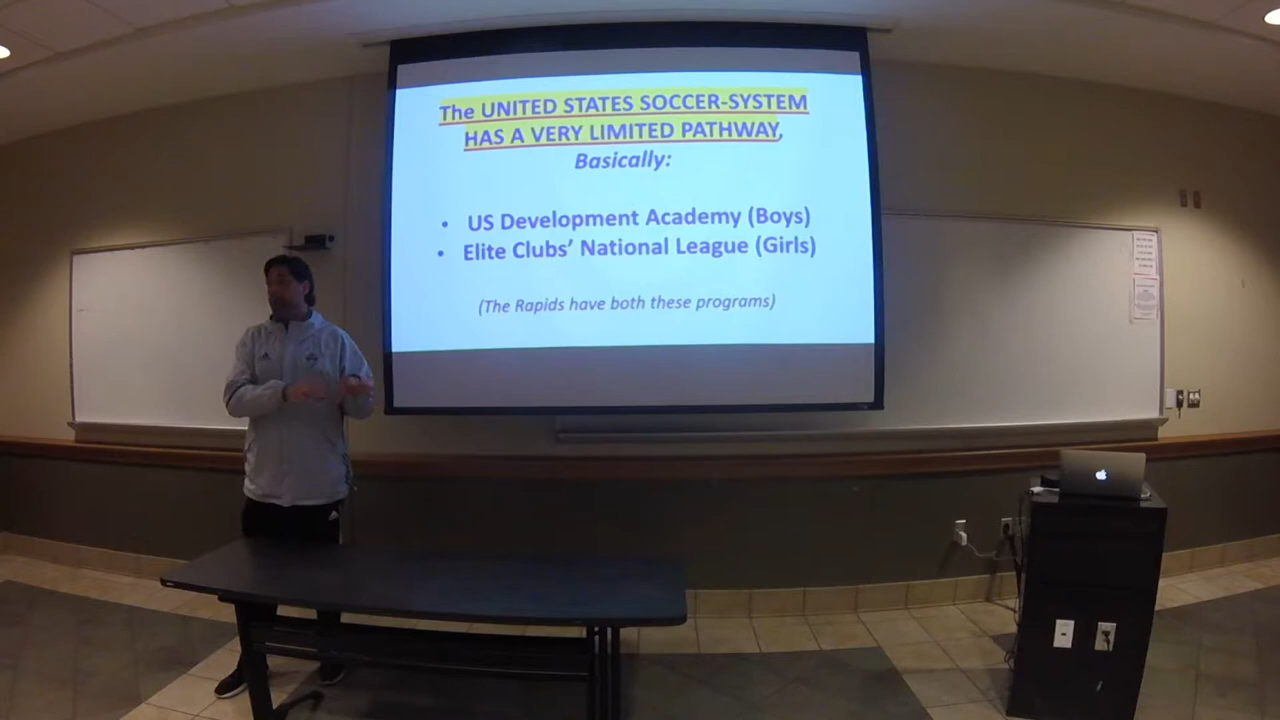 The UNITED STATES SOCCER-SYSTEM
HAS A VERY LIMITED PATHWAY,
Basically:
• US Development Academy (Boys)
• Elite Clubs' National League (Girls)
(The Rapids have both these programs)